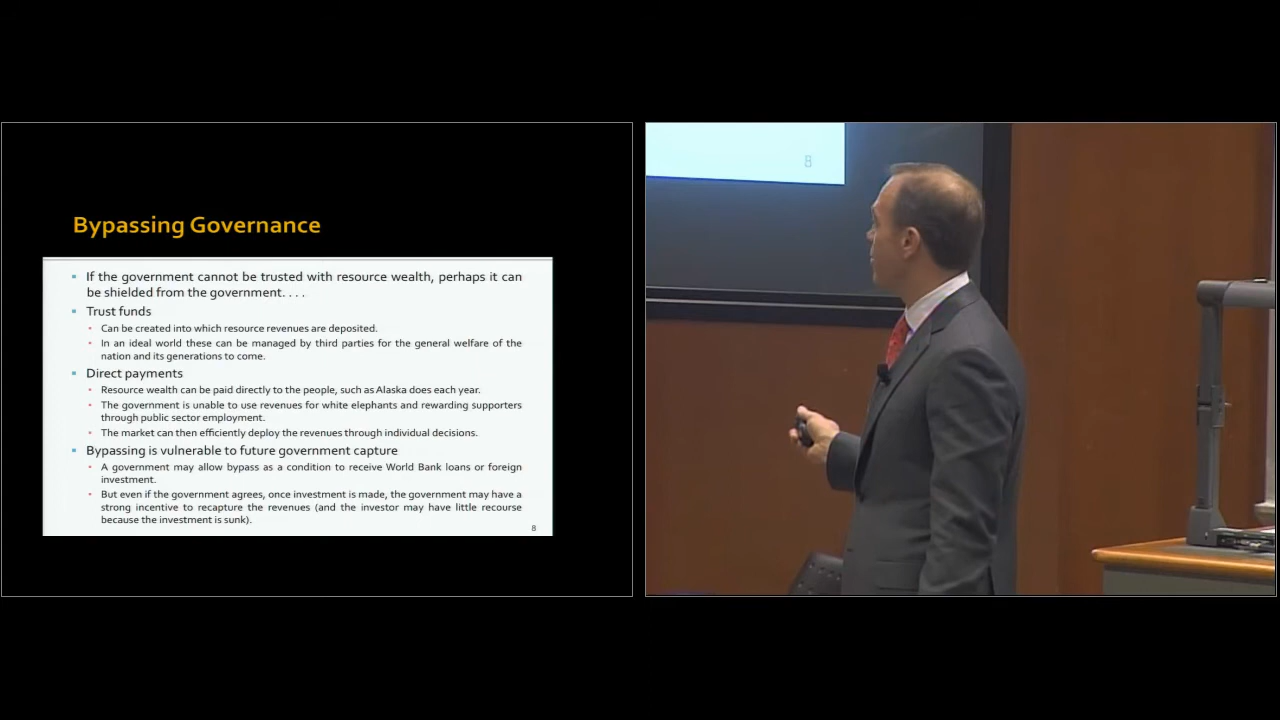 Bypassing Governance
▪ If the government cannot be trusted with resource wealth, perhaps it can
be shielded from the government. . . .
▪ Trust funds
• Can be created into which resource revenues are deposited.
• In an ideal world these can be managed by third parties for the general welfare of the
nation and its generations to come.
▪ Direct payments
• Resource wealth can be paid directly to the people, such as Alaska does each year.
• The government is unable to use revenues for white elephants and rewarding supporters
through public sector employment.
• The market can then efficiently deploy the revenues through individual decisions.
▪ Bypassing is vulnerable to future government capture
• A government may allow bypass as a condition to receive World Bank loans or foreign
investment.
• But even if the government agrees, once investment is made, the government may have a
strong incentive to recapture the revenues (and the investor may have little recourse
because the investment is sunk).
8
8